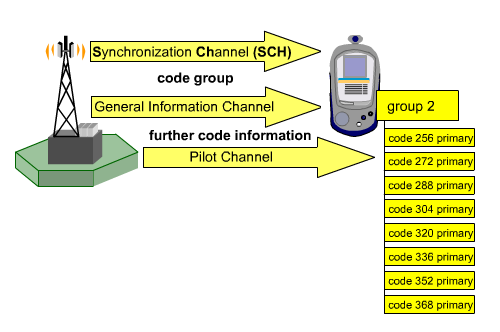 Synchronization Channel (SCH)
code group
General Information Channel
group 2
further code information
Pilot Channel
code 256 primary
code 272 primary
code 288 primary
code 304 primary
code 320 primary
code 336 primary
code 352 primary
code 368 primary